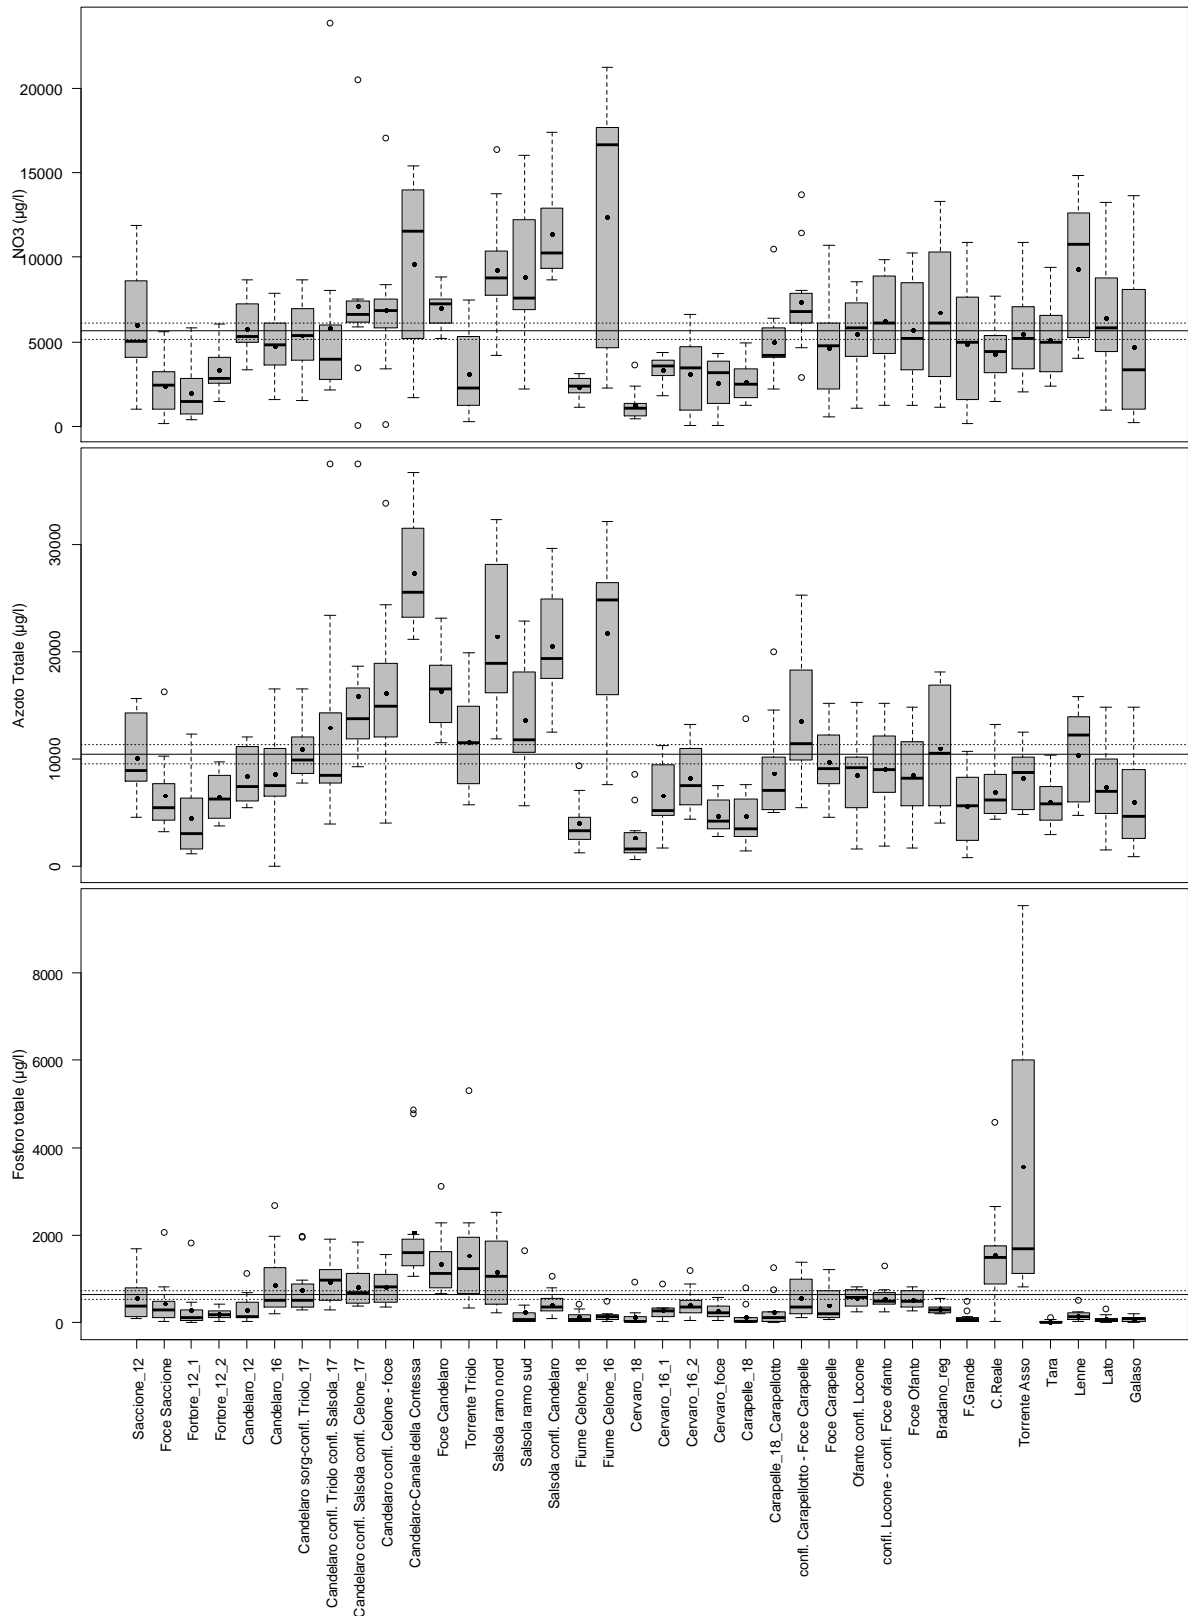 NO3 (µg/l)
20000
15000
10000
5000
0
Azoto Totale (µg/l)
30000
20000
10000
0
Fosforo totale (µg/l)
8000
6000
4000
2000
0
Saccione_12
Foce Saccione
Fortore_12_1
Fortore_12_2
Candelaro_12
Candelaro_16
Candelaro sorg-confl. Triolo_17
Candelaro confl. Triolo confl. Salsola_17
Candelaro confl. Salsola confl. Celone_17
Candelaro confl. Celone - foce
Candelaro-Canale della Contessa
Foce Candelaro
Torrente Triolo
Salsola ramo nord
Salsola ramo sud
Salsola confl. Candelaro
Fiume Celone_18
Fiume Celone_16
Cervaro_18
Cervaro_16_1
Cervaro_16_2
Cervaro_foce
Carapelle_18
Carapelle_18_Carapellotto
confl. Carapellotto - Foce Carapelle
Foce Carapelle
Ofanto confl. Locone
confl. Locone - confl. Foce ofanto
Foce Ofanto
Bradano_reg
F.Grande
C.Reale
Torrente Asso
Tara
Lenne
Lato
Galaso